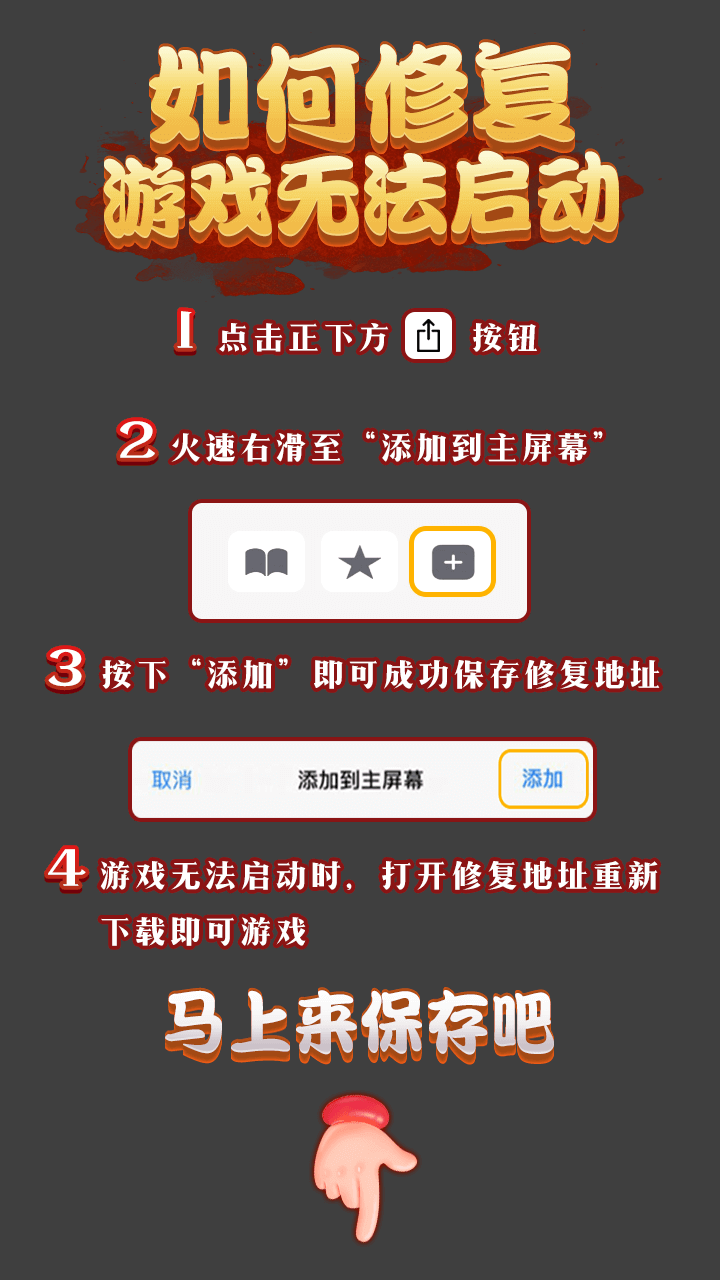 如何修复
游戏无法启动
1 点击正下方 按钮
2 火速右滑至“添加到主屏幕”
3 按下“添加”即可成功保存修复地址
取消 添加到主屏幕 添加
4 游戏无法启动时，打开修复地址重新
下载即可游戏
马上来保存吧